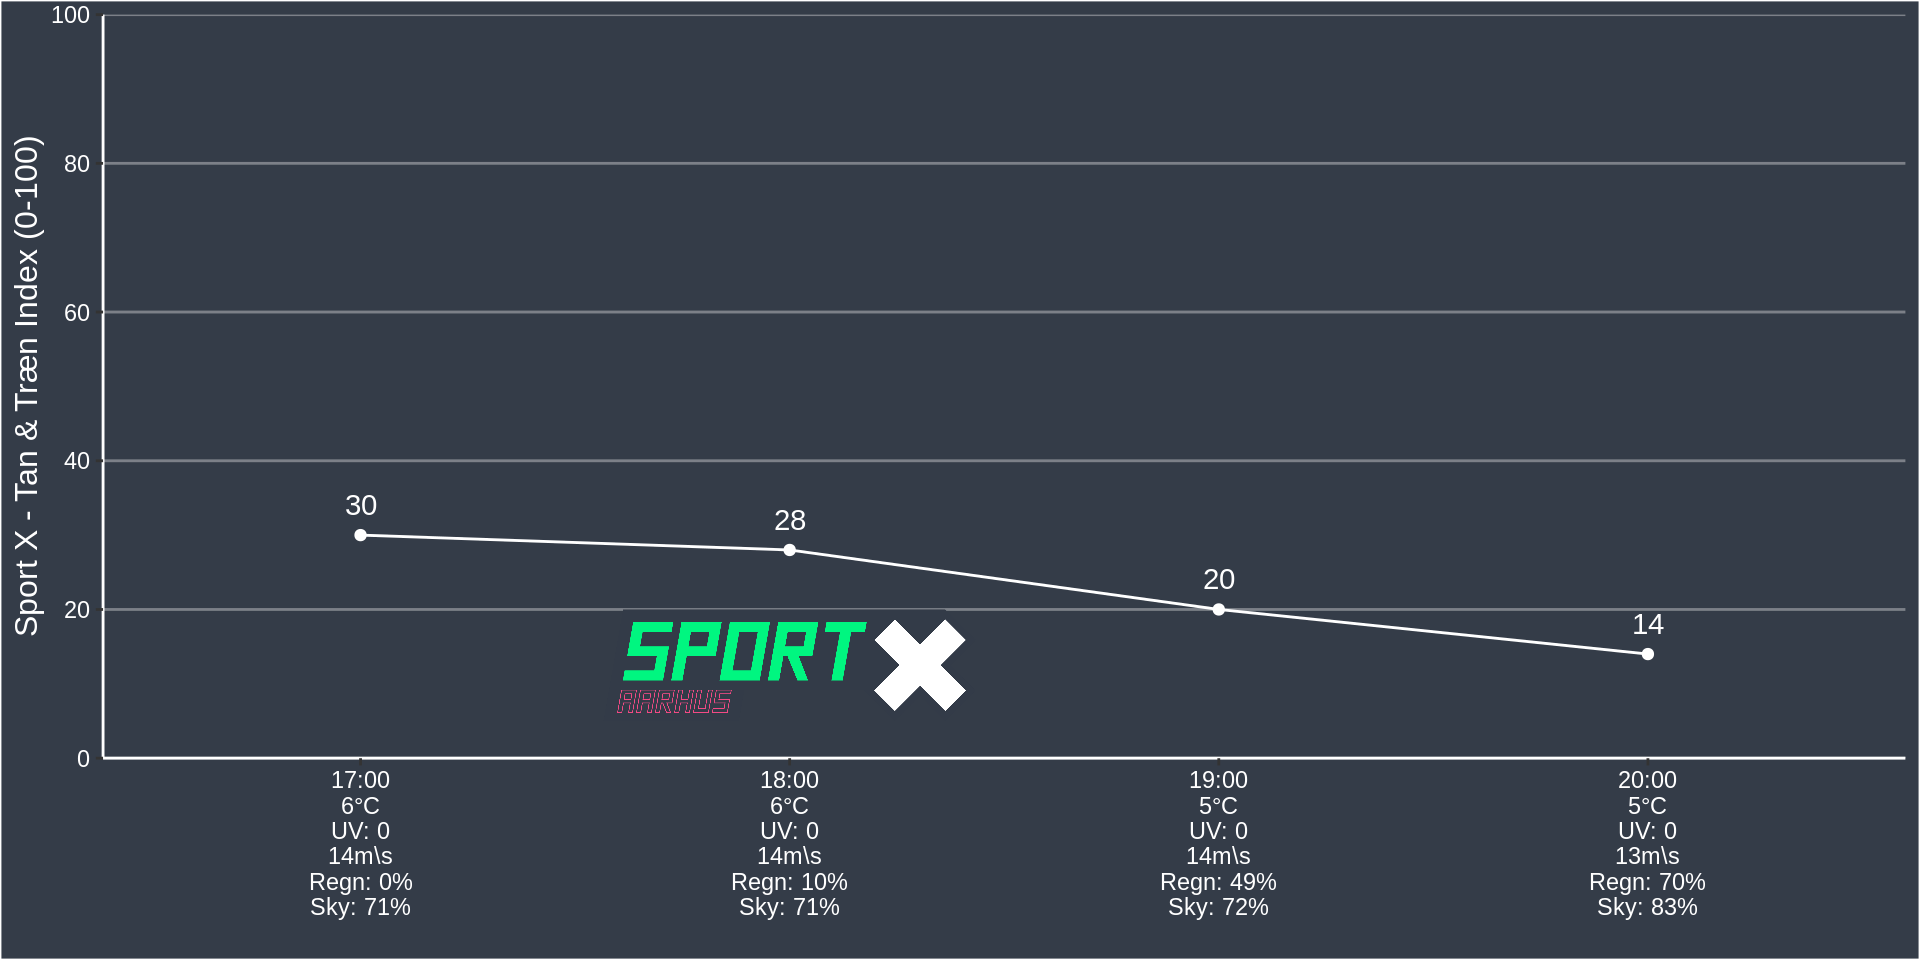 Sport X - Tan & Træn Index (0-100)
100
80
60
40
20
0
30
28
20
14
SPORT X
AARHUS
17:00
6°C
UV: 0
14m\s
Regn: 0%
Sky: 71%
18:00
6°C
UV: 0
14m\s
Regn: 10%
Sky: 71%
19:00
5°C
UV: 0
14m\s
Regn: 49%
Sky: 72%
20:00
5°C
UV: 0
13m\s
Regn: 70%
Sky: 83%